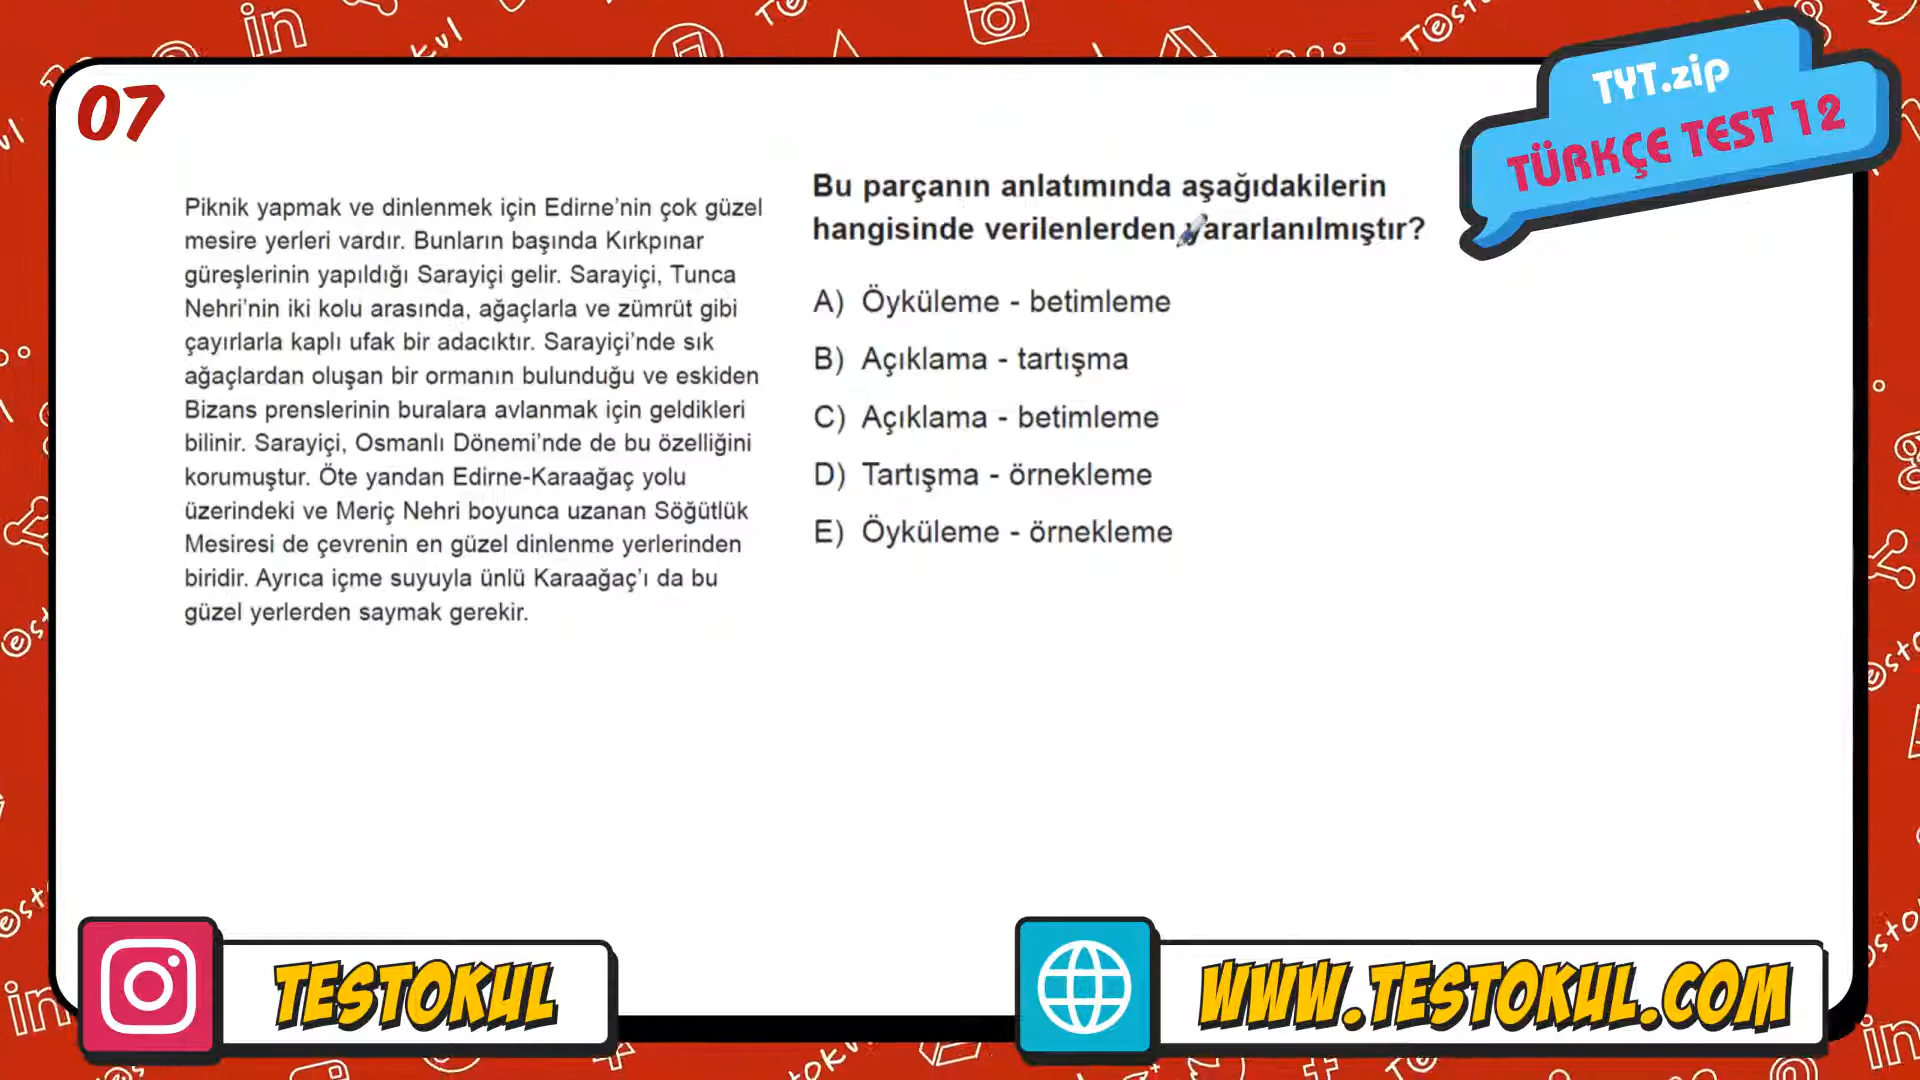 07
TYT.zip
TÜRKÇE TEST 12
Piknik yapmak ve dinlenmek için Edirne’nin çok güzel
mesire yerleri vardır. Bunların başında Kırkpınar
güreşlerinin yapıldığı Sarayiçi gelir. Sarayiçi, Tunca
Nehri’nin iki kolu arasında, ağaçlarla ve zümrüt gibi
çayırlarla kaplı ufak bir adacıktır. Sarayiçi’nde sık
ağaçlardan oluşan bir ormanın bulunduğu ve eskiden
Bizans prenslerinin buralara avlanmak için geldikleri
bilinir. Sarayiçi, Osmanlı Dönemi’nde de bu özelliğini
korumuştur. Öte yandan Edirne-Karaağaç yolu
üzerindeki ve Meriç Nehri boyunca uzanan Söğütlük
Mesiresi de çevrenin en güzel dinlenme yerlerinden
biridir. Ayrıca içme suyuyla ünlü Karaağaç’ı da bu
güzel yerlerden saymak gerekir.
Bu parçanın anlatımında aşağıdakilerin
hangisinde verilenlerden yararlanılmıştır?
A) Öyküleme - betimleme
B) Açıklama - tartışma
C) Açıklama - betimleme
D) Tartışma - örnekleme
E) Öyküleme - örnekleme
TESTOKUL
WWW.TESTOKUL.COM